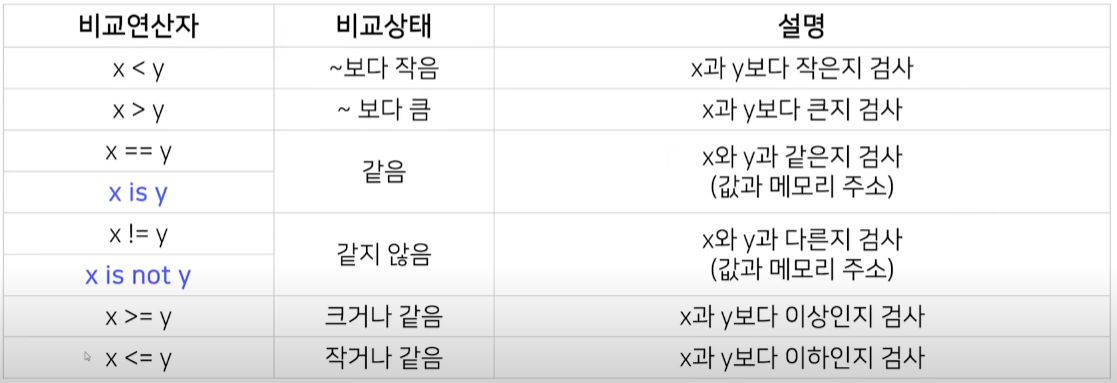 비교연산자 비교상태 설명
x < y ~보다 작음 x과 y보다 작은지 검사
x > y ~ 보다 큼 x과 y보다 큰지 검사
x == y
x is y
같음
x와 y과 같은지 검사
(값과 메모리 주소)
x != y
x is not y
같지 않음
x와 y과 다른지 검사
(값과 메모리 주소)
x >= y 크거나 같음 x과 y보다 이상인지 검사
x <= y 작거나 같음 x과 y보다 이하인지 검사